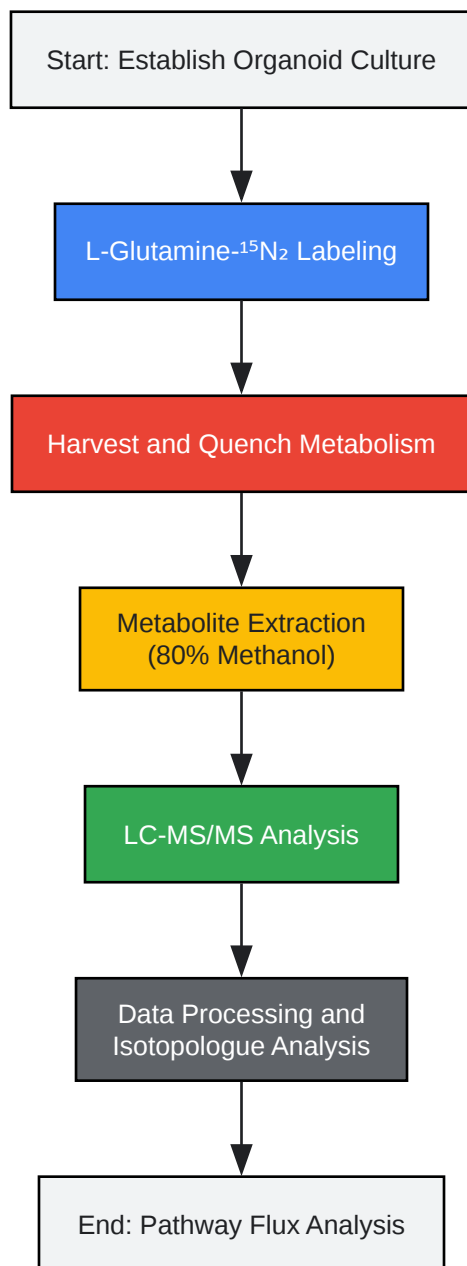 Start: Establish Organoid Culture
L-Glutamine-¹⁵N₂ Labeling
Harvest and Quench Metabolism
Metabolite Extraction
(80% Methanol)
LC-MS/MS Analysis
Data Processing and
Isotopologue Analysis
End: Pathway Flux Analysis